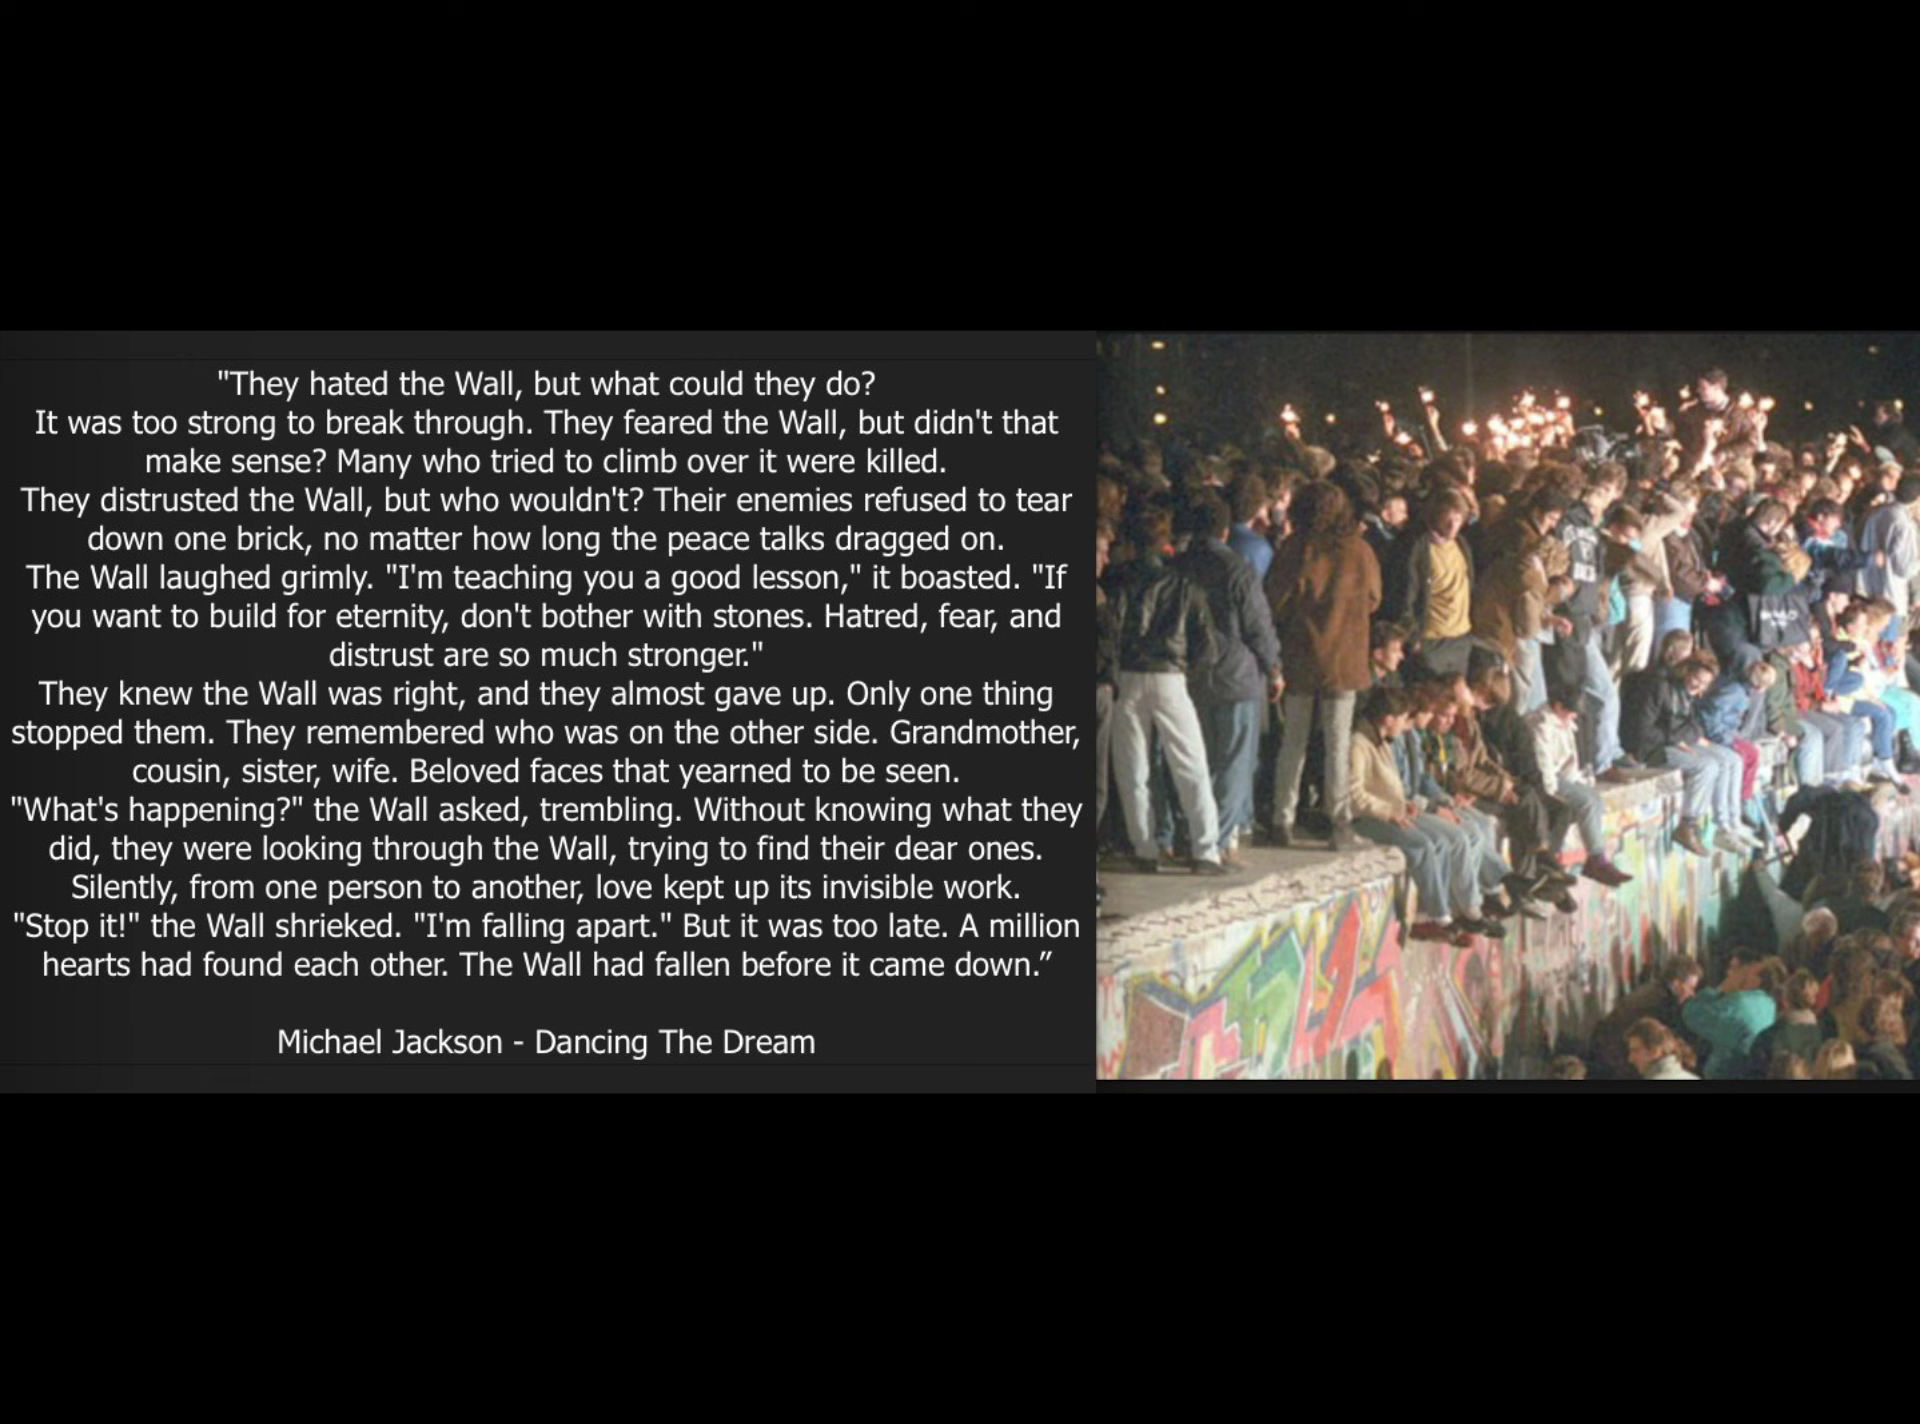 "They hated the Wall, but what could they do?
It was too strong to break through. They feared the Wall, but didn't that
make sense? Many who tried to climb over it were killed.
They distrusted the Wall, but who wouldn't? Their enemies refused to tear
down one brick, no matter how long the peace talks dragged on.
The Wall laughed grimly. "I'm teaching you a good lesson," it boasted. "If
you want to build for eternity, don't bother with stones. Hatred, fear, and
distrust are so much stronger."
They knew the Wall was right, and they almost gave up. Only one thing
stopped them. They remembered who was on the other side. Grandmother,
cousin, sister, wife. Beloved faces that yearned to be seen.
"What's happening?" the Wall asked, trembling. Without knowing what they
did, they were looking through the Wall, trying to find their dear ones.
Silently, from one person to another, love kept up its invisible work.
"Stop it!" the Wall shrieked. "I'm falling apart." But it was too late. A million
hearts had found each other. The Wall had fallen before it came down.”
Michael Jackson - Dancing The Dream